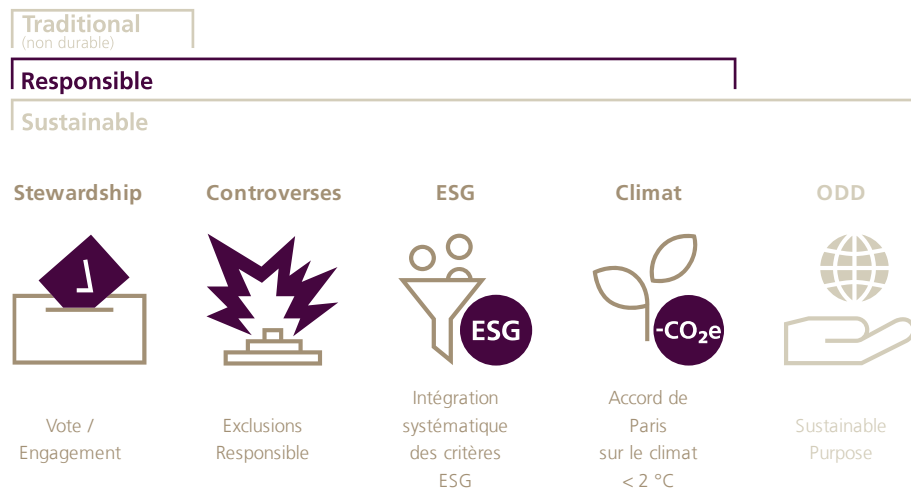 Traditional
(non durable)
Responsible
Sustainable
Stewardship
Controverses
ESG
Climat
ODD
ESG
-CO₂e
Vote /
Engagement
Exclusions
Responsible
Intégration
systématique
des critères
ESG
Accord de
Paris
sur le climat
< 2 °C
Sustainable
Purpose